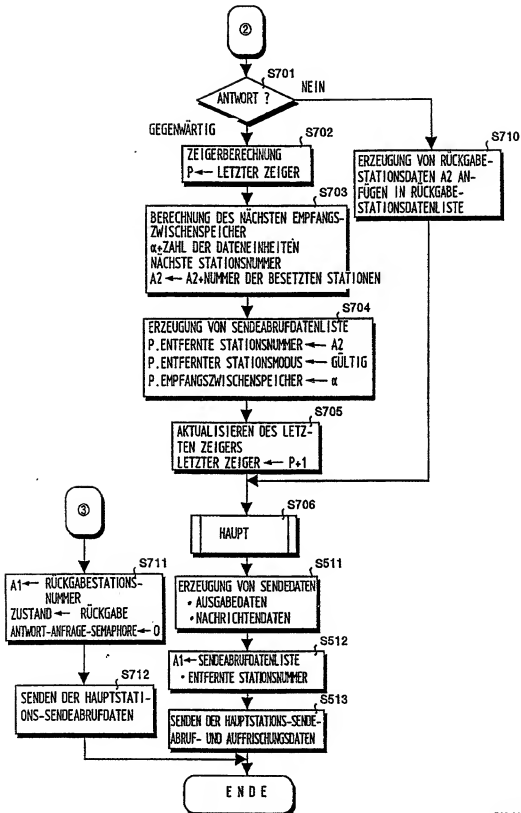 ②
S701
ANTWORT ?
NEIN
GEGENWÄRTIG
S702
ZEIGERBERECHNUNG
P ← LETZTER ZEIGER
S710
ERZEUGUNG VON RÜCKGABE-
STATIONSDATEN A2 AN-
FÜGEN IN RÜCKGABE-
STATIONSDATENLISTE
S703
BERECHNUNG DES NÄCHSTEN EMPFANGS-
ZWISCHENSPEICHER
α+ZAHL DER DATENEINHEITEN
NÄCHSTE STATIONSNUMMER
A2 ← A2+NUMMER DER BESETZTEN STATIONEN
S704
ERZEUGUNG VON SENDEABRUFDATENLISTE
P.ENTFERNTE STATIONSNUMMER ← A2
P.ENTFERNTER STATIONSMODUS ← GÜLTIG
P.EMPFANGSZWISCHENSPEICHER ← α
S705
AKTUALISIEREN DES LETZ-
TEN ZEIGERS
LETZTER ZEIGER ← P+1
S706
HAUPT
③
S711
A1← RÜCKGABESTATIONS-
NUMMER
ZUSTAND← RÜCKGABE
ANTWORT-ANFRAGE-SEMAPHORE←0
S712
SENDEN DER HAUPTSTATI-
ONS-SENDEABRUFDATEN
S511
ERZEUGUNG VON SENDEDATEN
• AUSGABEDATEN
• NACHRICHTENDATEN
S512
A1←SENDEABRUFDATENLISTE
• ENTFERNTE STATIONSNUMMER
S513
SENDEN DER HAUPTSTATIONS-SENDE-
ABRUF- UND AUFFRISCHUNGSDATEN
ENDE